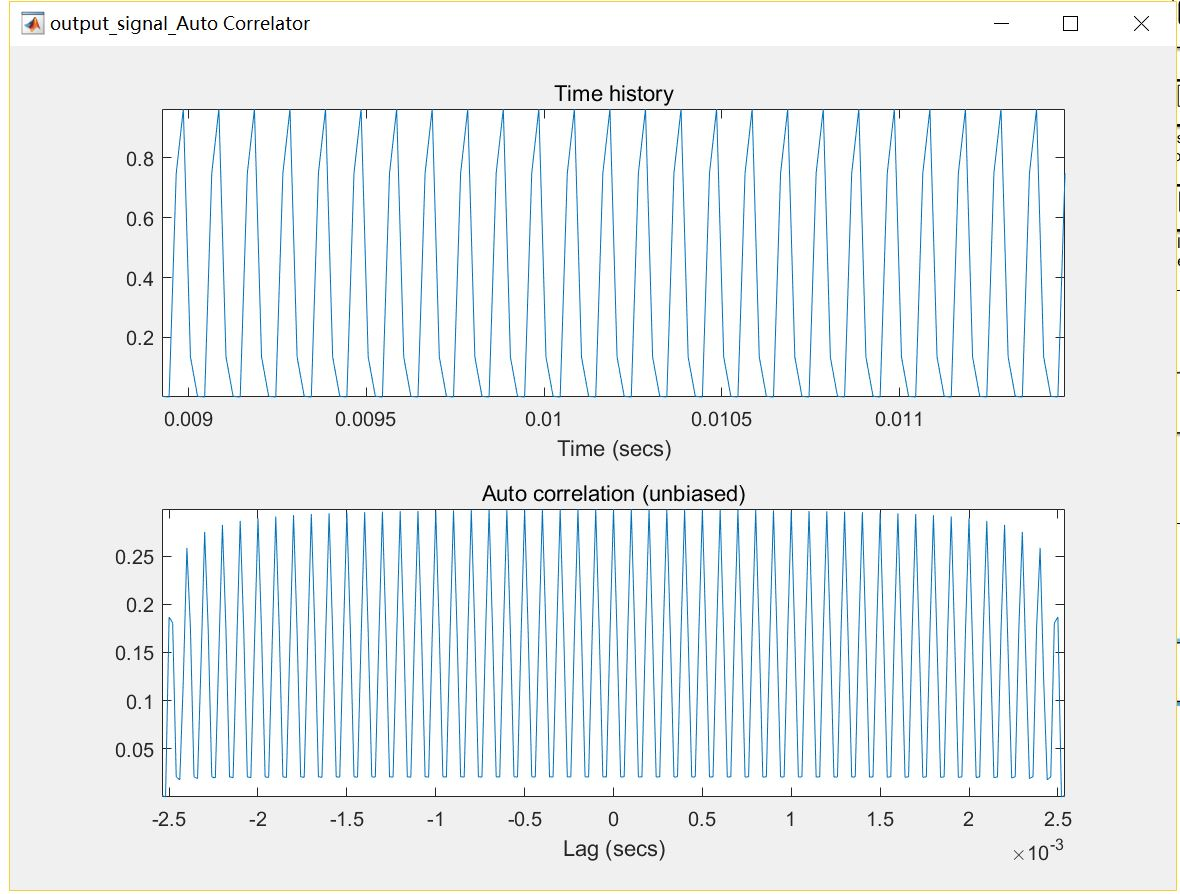 output_signal_Auto Correlator
Time history
0.8
0.6
0.4
0.2
0.009 0.0095 0.01 0.0105 0.011
Time (secs)
Auto correlation (unbiased)
0.25
0.2
0.15
0.1
0.05
-2.5 -2 -1.5 -1 -0.5 0 0.5 1 1.5 2 2.5
Lag (secs)
×10⁻³